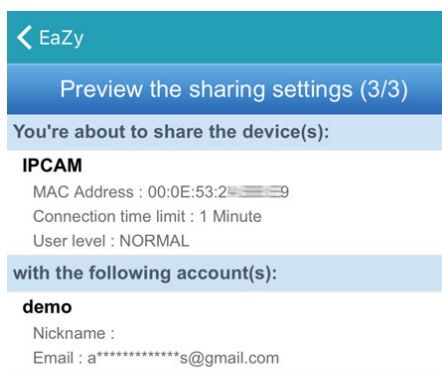 EaZy
Preview the sharing settings (3/3)
You're about to share the device(s):
IPCAM
MAC Address : 00:0E:53:2 9
Connection time limit : 1 Minute
User level : NORMAL
with the following account(s):
demo
Nickname :
Email : a*************s@gmail.com